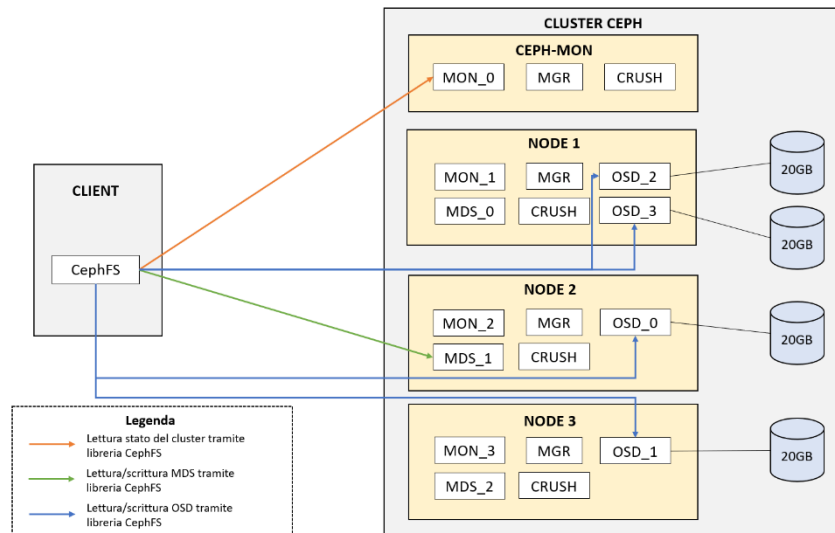 CLUSTER CEPH
CEPH-MON
MON_0
MGR
CRUSH
NODE 1
MON_1
MGR
OSD_2
MDS_0
CRUSH
OSD_3
20GB
20GB
CLIENT
CephFS
NODE 2
MON_2
MGR
OSD_0
MDS_1
CRUSH
20GB
NODE 3
MON_3
MGR
OSD_1
MDS_2
CRUSH
20GB
Legenda
Lettura stato del cluster tramite
libreria CephFS
Lettura/scrittura MDS tramite
libreria CephFS
Lettura/scrittura OSD tramite
libreria CephFS